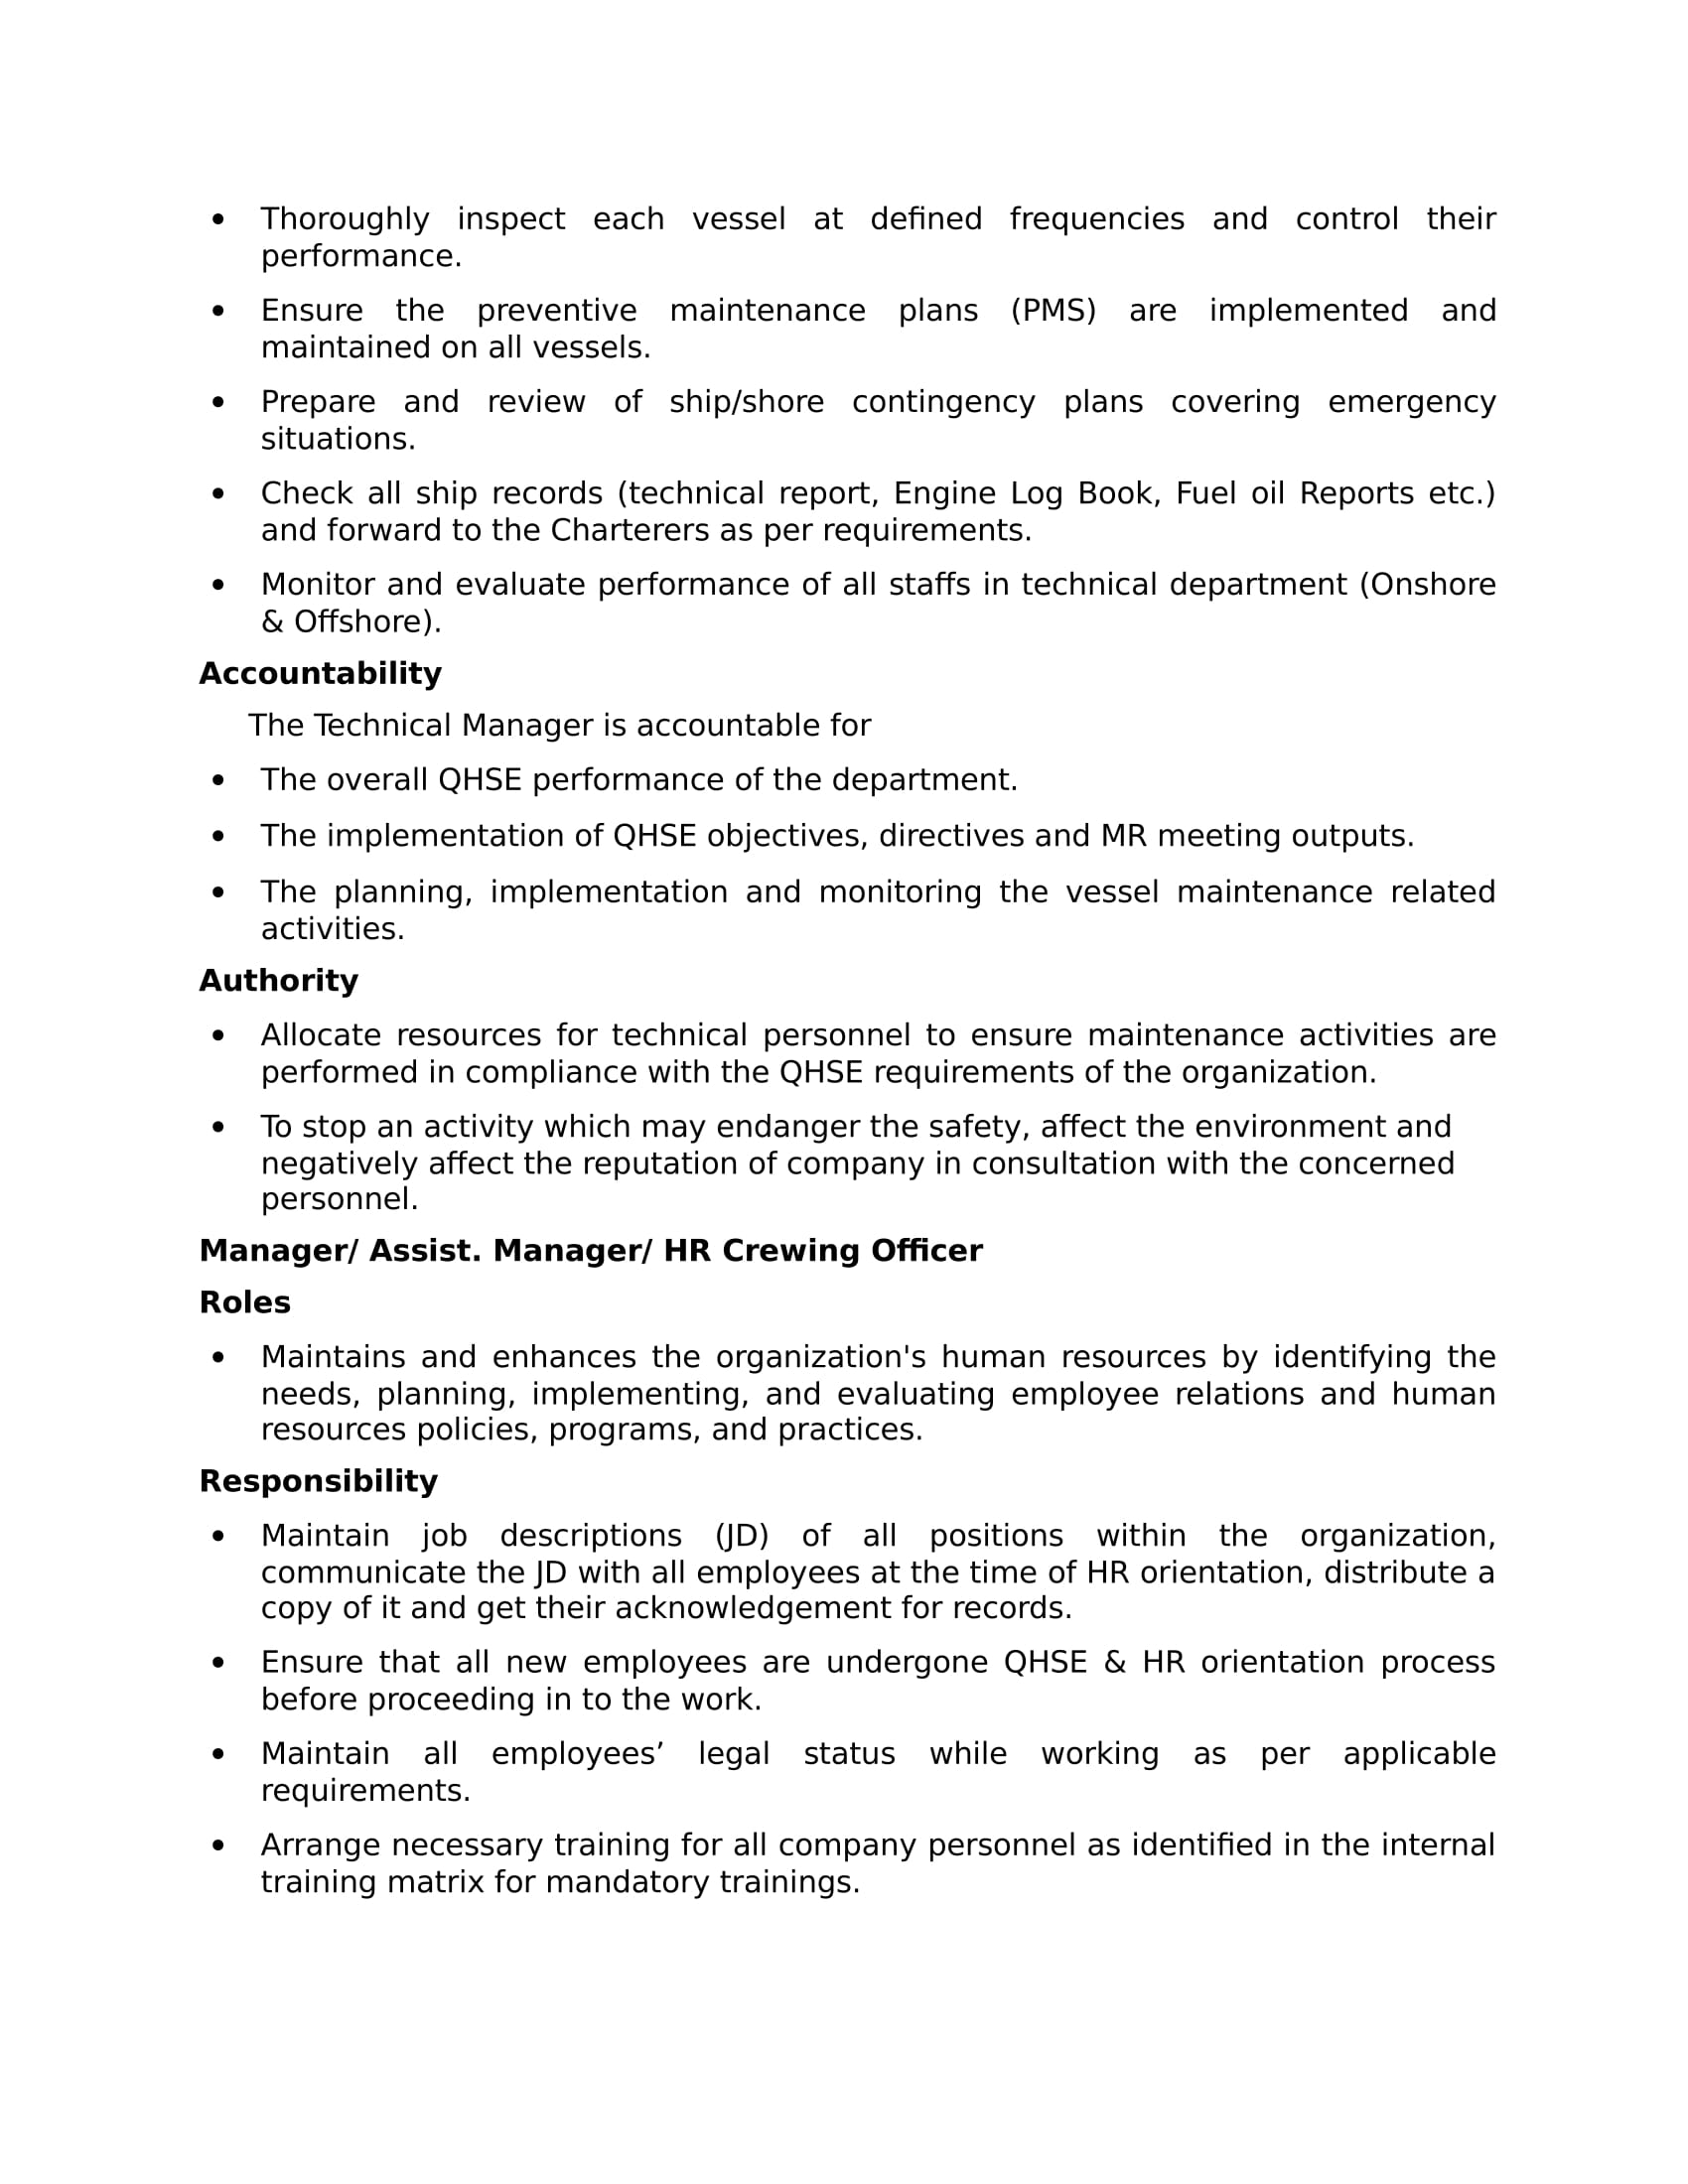 • Thoroughly inspect each vessel at defined frequencies and control their
performance.
• Ensure the preventive maintenance plans (PMS) are implemented and
maintained on all vessels.
• Prepare and review of ship/shore contingency plans covering emergency
situations.
• Check all ship records (technical report, Engine Log Book, Fuel oil Reports etc.)
and forward to the Charterers as per requirements.
• Monitor and evaluate performance of all staffs in technical department (Onshore
& Offshore).
Accountability
The Technical Manager is accountable for
• The overall QHSE performance of the department.
• The implementation of QHSE objectives, directives and MR meeting outputs.
• The planning, implementation and monitoring the vessel maintenance related
activities.
Authority
• Allocate resources for technical personnel to ensure maintenance activities are
performed in compliance with the QHSE requirements of the organization.
• To stop an activity which may endanger the safety, affect the environment and
negatively affect the reputation of company in consultation with the concerned
personnel.
Manager/ Assist. Manager/ HR Crewing Officer
Roles
• Maintains and enhances the organization's human resources by identifying the
needs, planning, implementing, and evaluating employee relations and human
resources policies, programs, and practices.
Responsibility
• Maintain job descriptions (JD) of all positions within the organization,
communicate the JD with all employees at the time of HR orientation, distribute a
copy of it and get their acknowledgement for records.
• Ensure that all new employees are undergone QHSE & HR orientation process
before proceeding in to the work.
• Maintain all employees’ legal status while working as per applicable
requirements.
• Arrange necessary training for all company personnel as identified in the internal
training matrix for mandatory trainings.